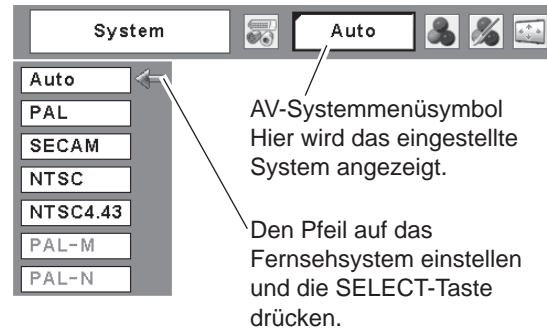 System
Auto
Auto
PAL
SECAM
NTSC
NTSC4.43
PAL-M
PAL-N
AV-Systemmenüsymbol
Hier wird das eingestellte
System angezeigt.
Den Pfeil auf das
Fernsehsystem einstellen
und die SELECT-Taste
drücken.